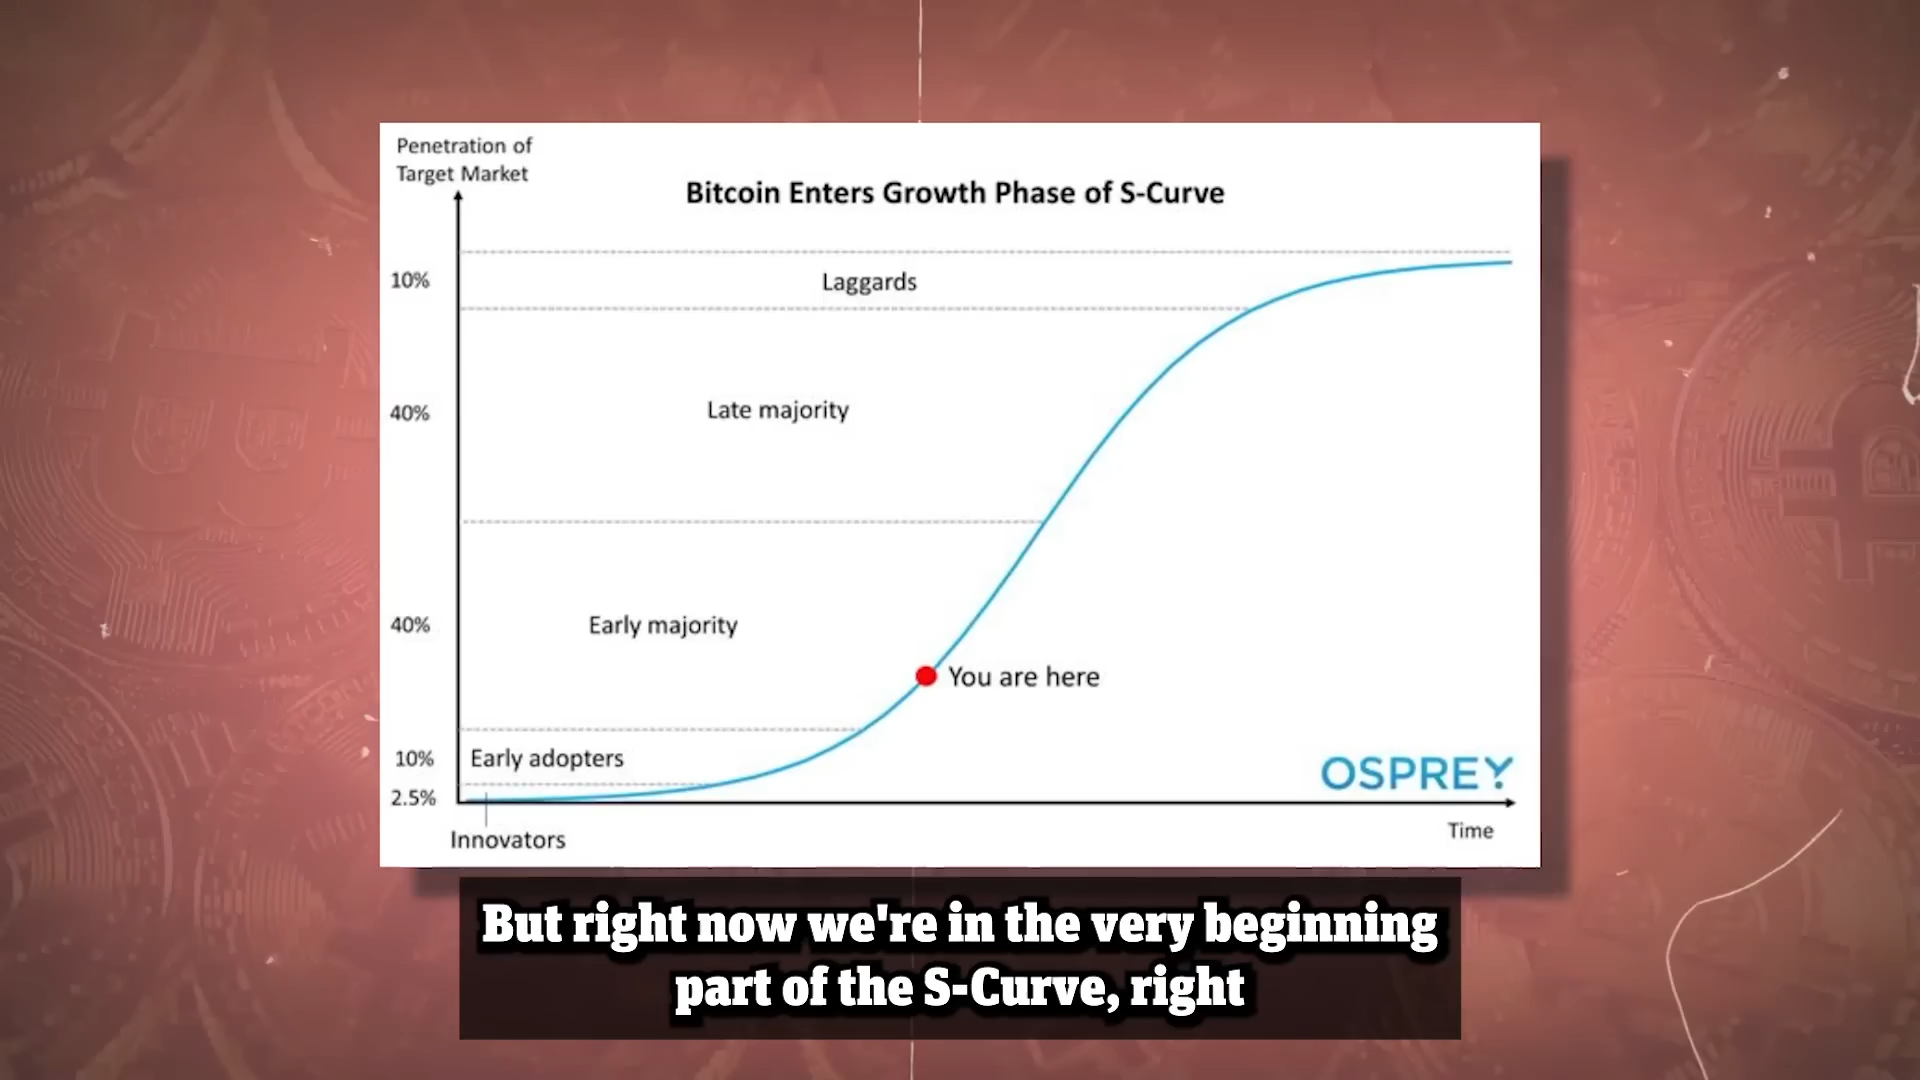 Penetration of
Target Market
Bitcoin Enters Growth Phase of S-Curve
10%
Laggards
40%
Late majority
40%
Early majority
You are here
10%
Early adopters
2.5%
OSPREY
Innovators
Time
But right now we're in the very beginning
part of the S-Curve, right